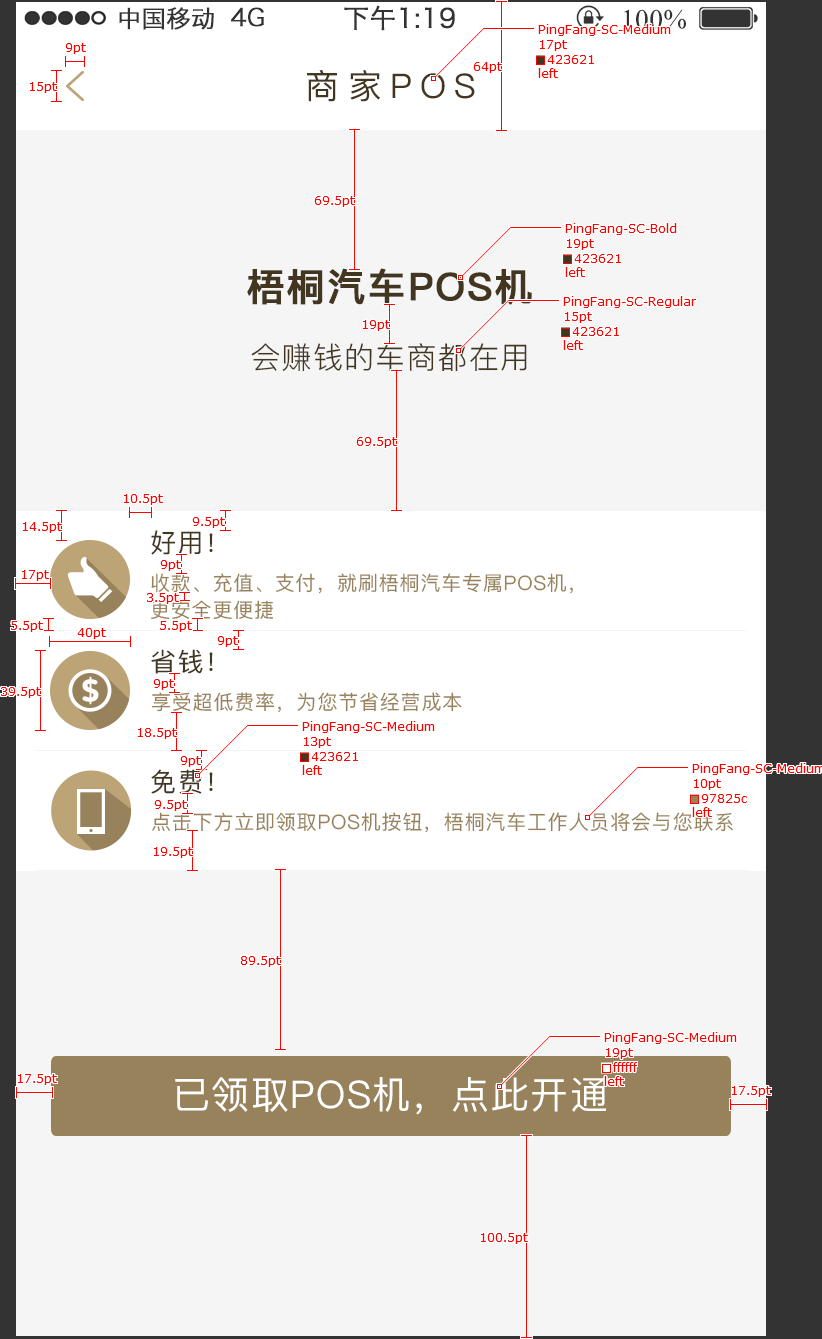 中国移动 4G 下午1:19 100%
PingFang-SC-Medium
17pt
423621
left
9pt
15pt
64pt
商家POS
69.5pt
PingFang-SC-Bold
19pt
423621
left
梧桐汽车POS机
PingFang-SC-Regular
15pt
423621
left
19pt
会赚钱的车商都在用
69.5pt
10.5pt
14.5pt
9.5pt
好用！
9pt
17pt
收款、充值、支付，就刷梧桐汽车专属POS机，
3.5pt
更安全更便捷
5.5pt
5.5pt
40pt
9pt
省钱！
9pt
39.5pt
享受超低费率，为您节省经营成本
18.5pt
PingFang-SC-Medium
13pt
423621
left
9pt
免费！
PingFang-SC-Medium
10pt
97825c
left
9.5pt
点击下方立即领取POS机按钮，梧桐汽车工作人员将会与您联系
19.5pt
89.5pt
PingFang-SC-Medium
19pt
ffffff
left
17.5pt
已领取POS机，点此开通
17.5pt
100.5pt